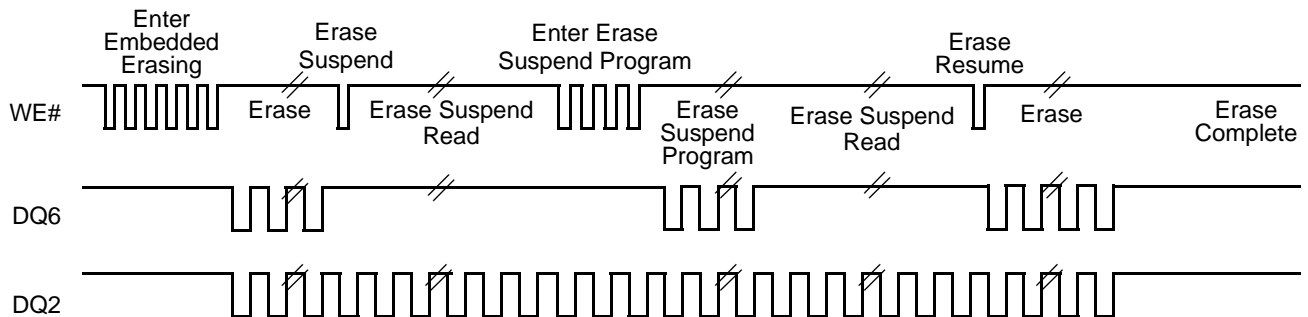 Enter
Embedded
Erasing
Erase
Suspend
Enter Erase
Suspend Program
Erase
Resume
WE#
Erase
Erase Suspend
Read
Erase
Suspend
Program
Erase Suspend
Read
Erase
Erase
Complete
DQ6
DQ2